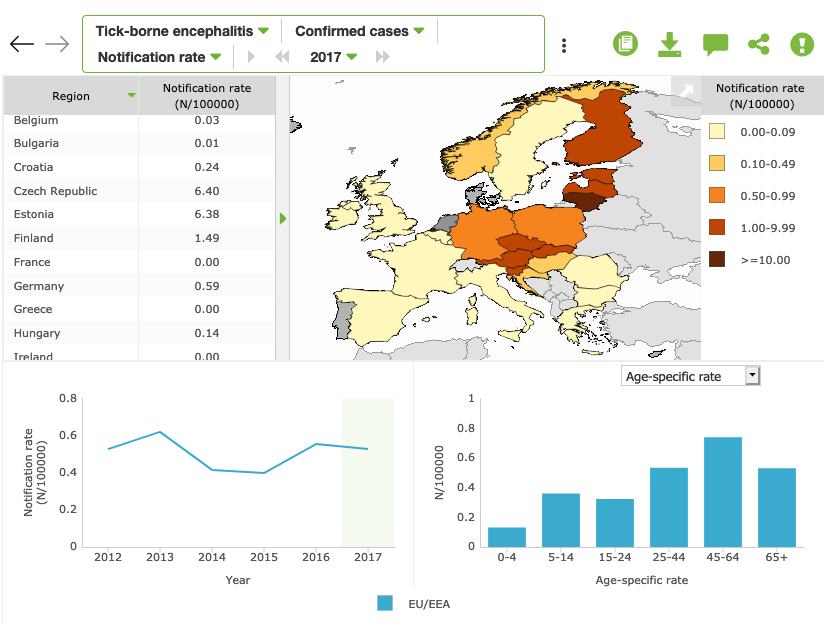 Tick-borne encephalitis Confirmed cases
Notification rate 2017
Region Notification rate (N/100000)
Belgium 0.03
Bulgaria 0.01
Croatia 0.24
Czech Republic 6.40
Estonia 6.38
Finland 1.49
France 0.00
Germany 0.59
Greece 0.00
Hungary 0.14
Ireland 0.00
Notification rate
(N/100000)
0.00-0.09
0.10-0.49
0.50-0.99
1.00-9.99
>=10.00
Notification rate
(N/100000)
0.8
0.6
0.4
0.2
0
2012 2013 2014 2015 2016 2017
Year
Age-specific rate
N/100000
1
0.8
0.6
0.4
0.2
0
0-4 5-14 15-24 25-44 45-64 65+
Age-specific rate
EU/EEA